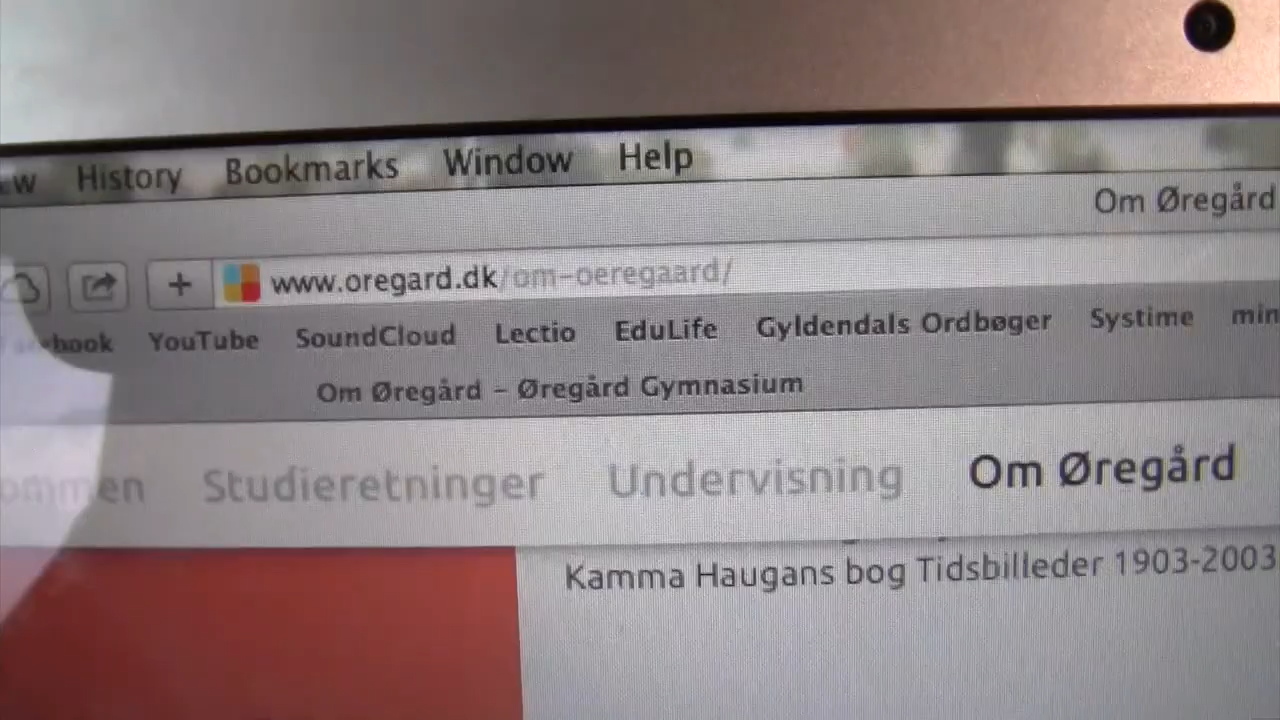 History Bookmarks Window Help
Om Øregård
www.oregard.dk/om-oeregaard/
YouTube SoundCloud Lectio EduLife Gyldendals Ordbøger Systime min
Om Øregård – Øregård Gymnasium
Studieretninger Undervisning Om Øregård
Kamma Haugans bog Tidsbilleder 1903-2003